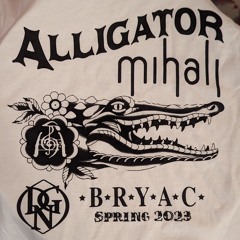 ALLIGATOR
mihali
·B·R·Y·A·C·
SPRING 2023